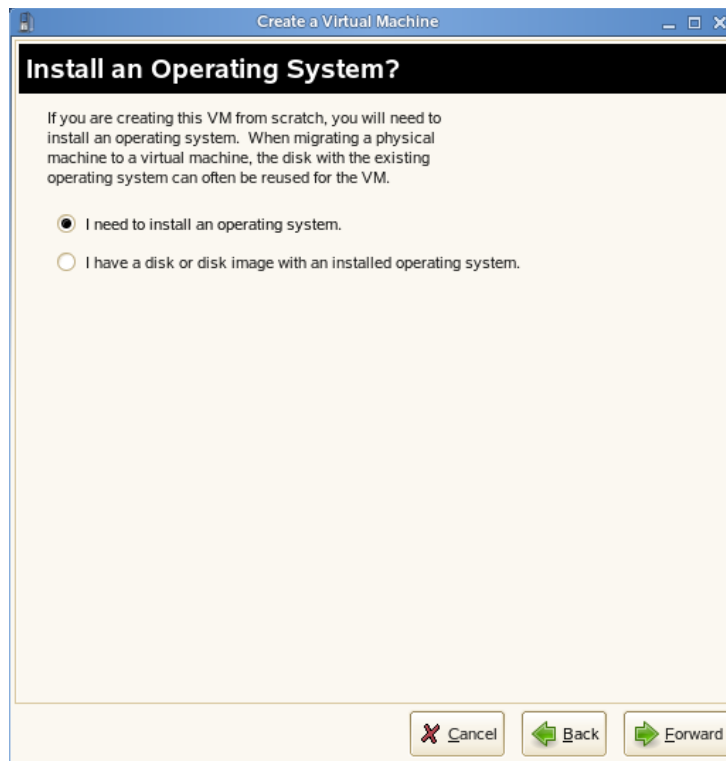 Create a Virtual Machine
Install an Operating System?
If you are creating this VM from scratch, you will need to
install an operating system.  When migrating a physical
machine to a virtual machine, the disk with the existing
operating system can often be reused for the VM.
I need to install an operating system.
I have a disk or disk image with an installed operating system.
Cancel Back Forward